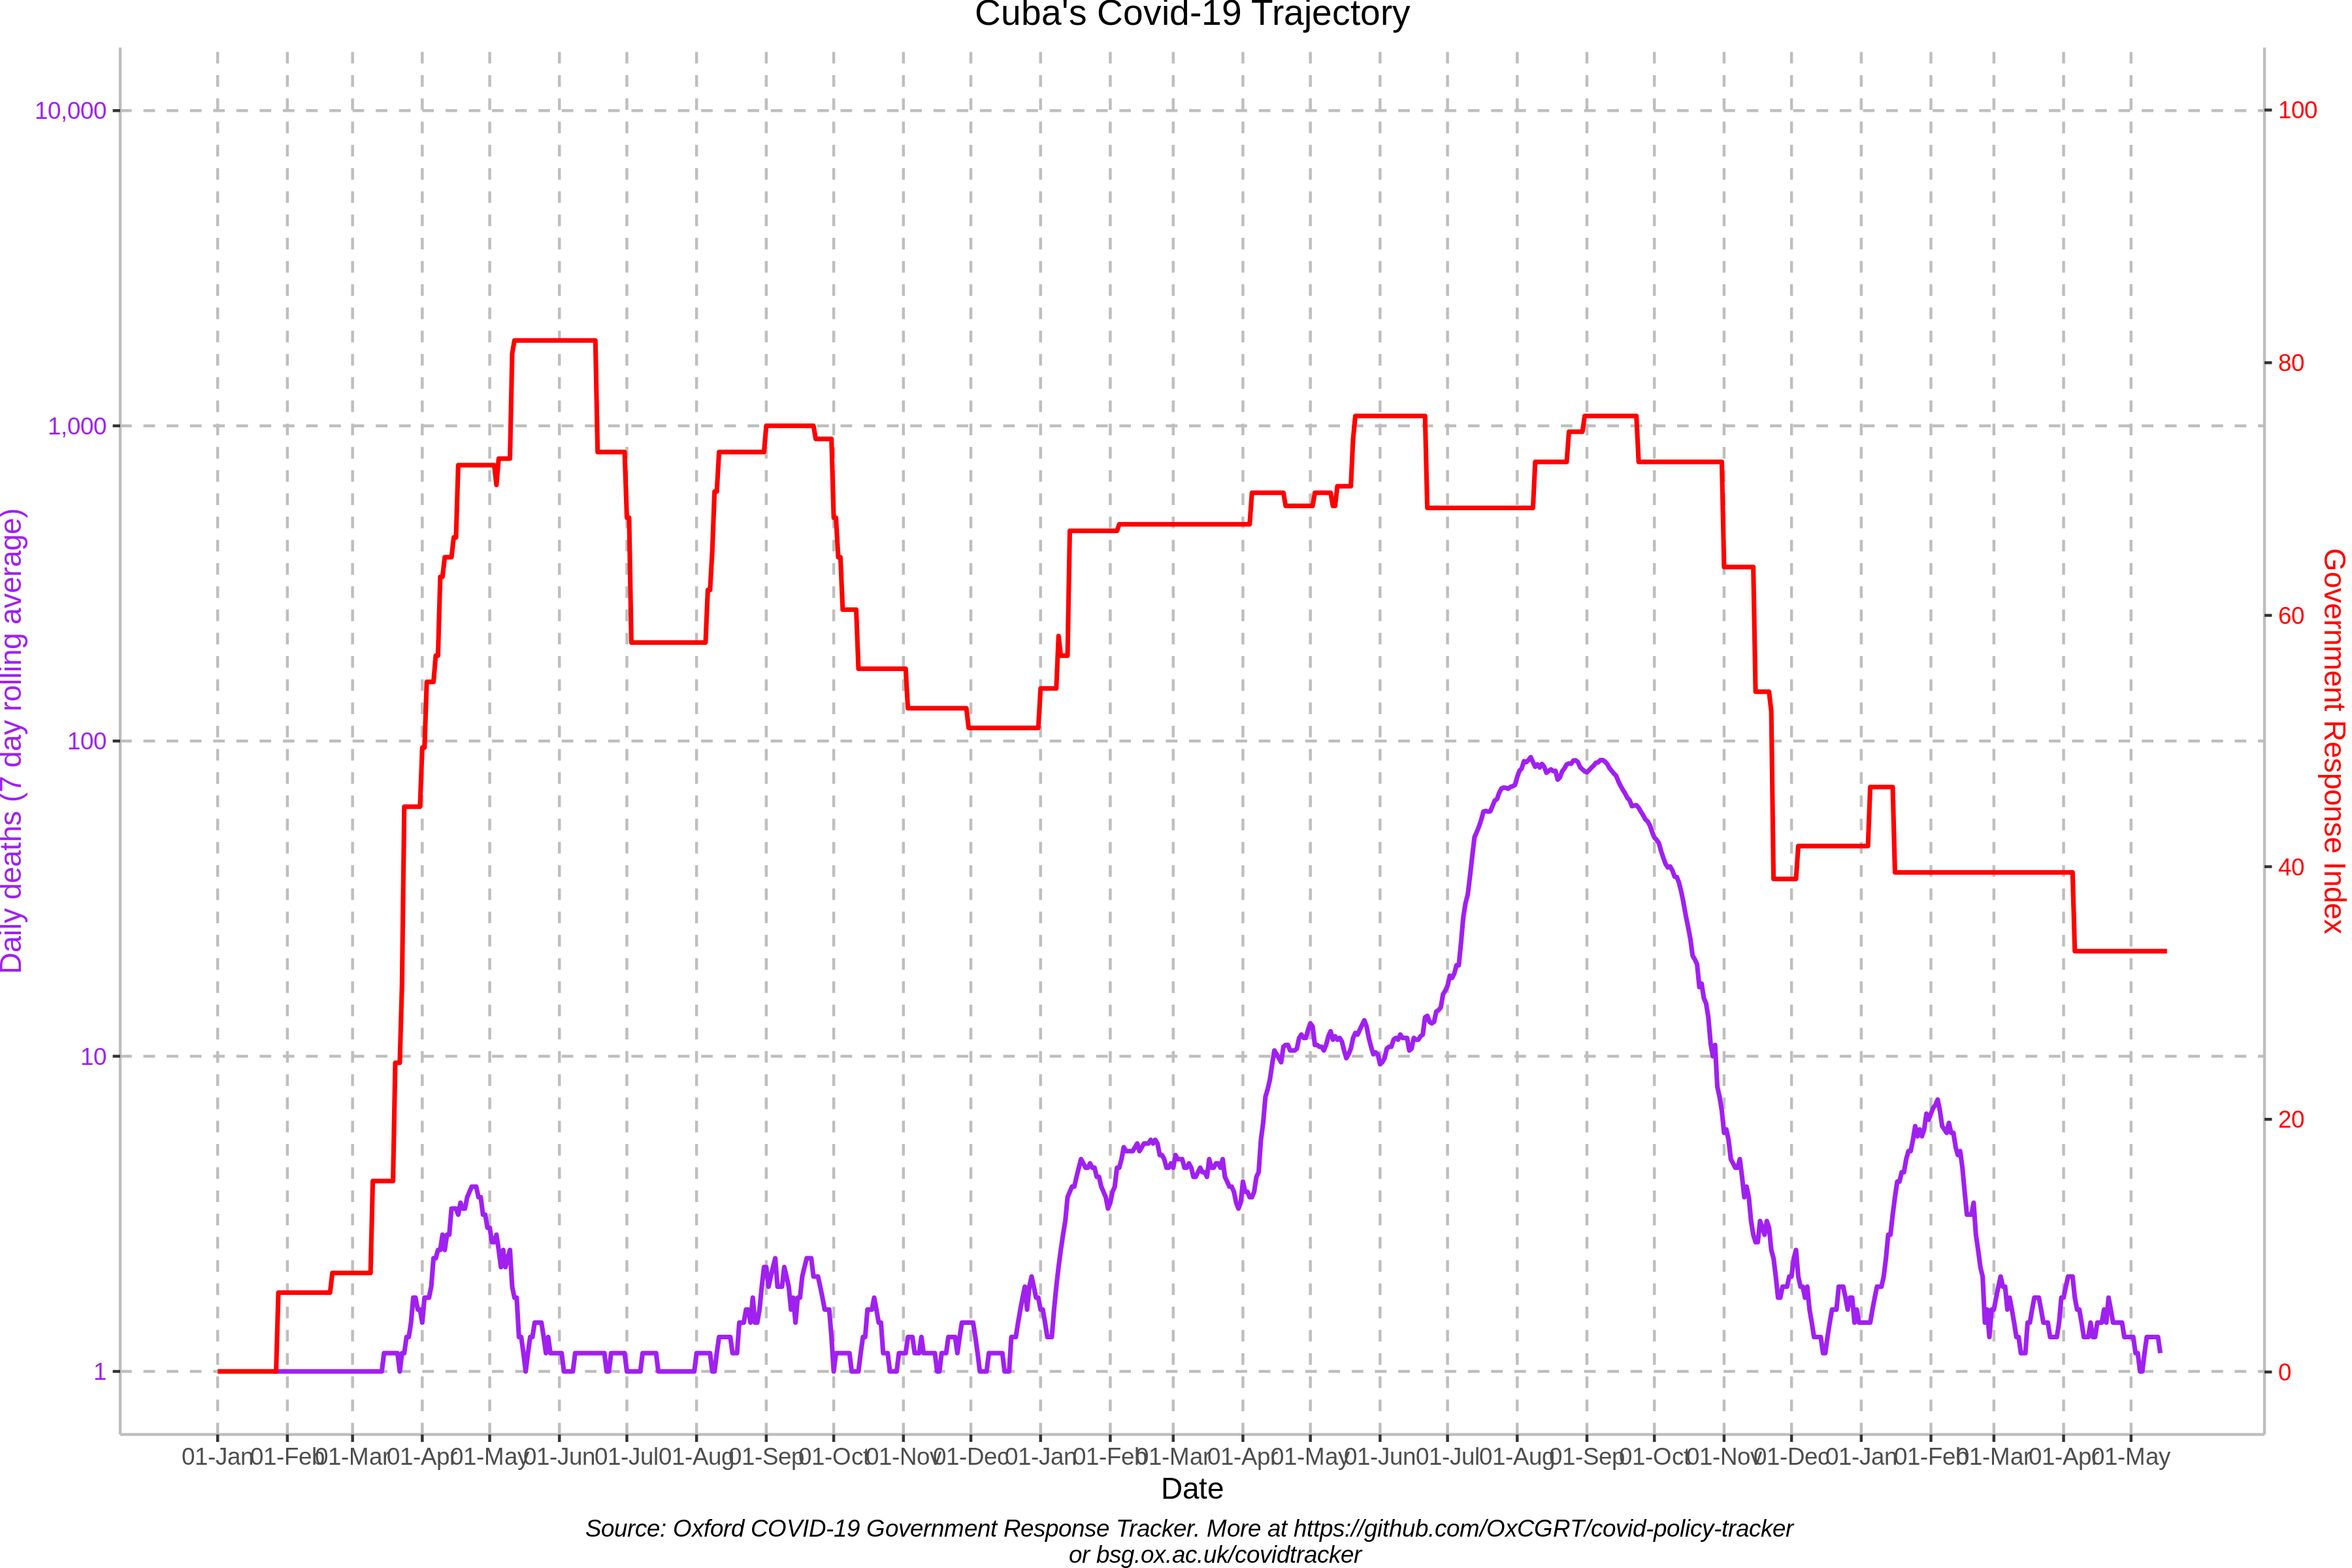 Cuba's Covid-19 Trajectory
10,000
1,000
100
10
1
Daily deaths (7 day rolling average)
100
80
60
40
20
0
Government Response Index
01-Jan 01-Feb 01-Mar 01-Apr 01-May 01-Jun 01-Jul 01-Aug 01-Sep 01-Oct 01-Nov 01-Dec 01-Jan 01-Feb 01-Mar 01-Apr 01-May 01-Jun 01-Jul 01-Aug 01-Sep 01-Oct 01-Nov 01-Dec 01-Jan 01-Feb 01-Mar 01-Apr 01-May
Date
Source: Oxford COVID-19 Government Response Tracker. More at https://github.com/OxCGRT/covid-policy-tracker
or bsg.ox.ac.uk/covidtracker